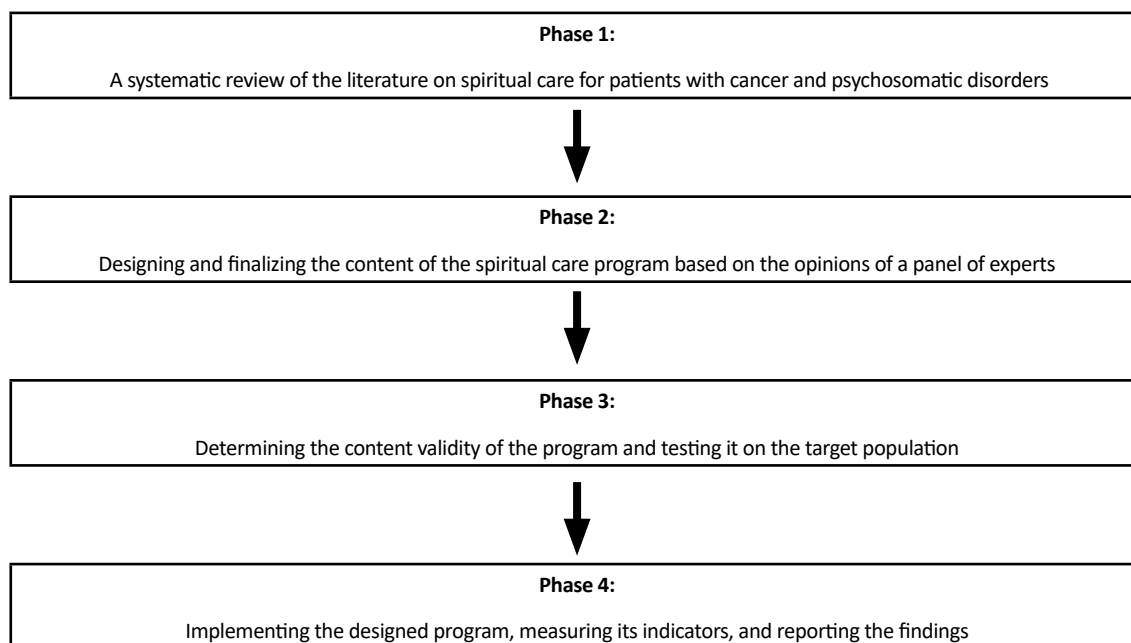 Phase 1:
A systematic review of the literature on spiritual care for patients with cancer and psychosomatic disorders
Phase 2:
Designing and finalizing the content of the spiritual care program based on the opinions of a panel of experts
Phase 3:
Determining the content validity of the program and testing it on the target population
Phase 4:
Implementing the designed program, measuring its indicators, and reporting the findings